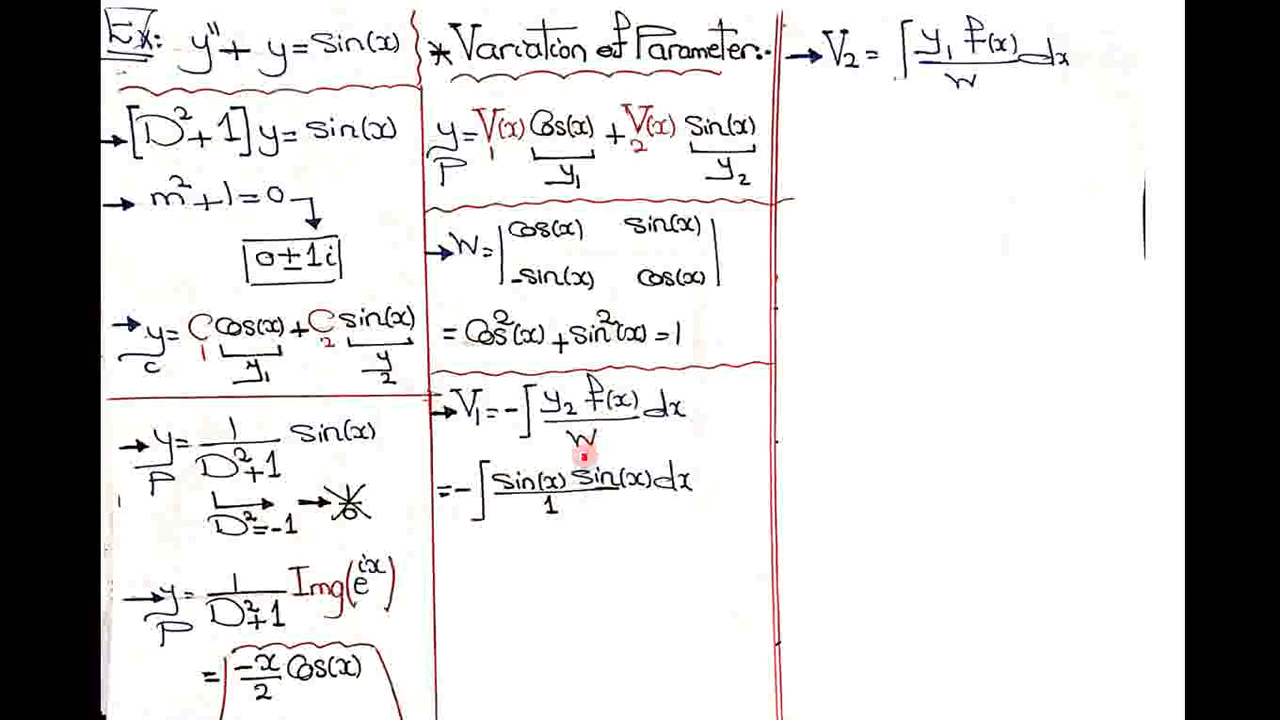 Ex: y" + y = sin(x)
→ [D²+1] y = sin(x)
→ m²+1=0
0±1i
→ y_c = C₁ cos(x) + C₂ sin(x)
y₁ y₂
→ y_P = 1/(D²+1) sin(x)
D²=-1 → 1/0
→ y_P = 1/(D²+1) Img(e^ix)
= -x/2 Cos(x)
* Variation of Parameter:.
y_P = V₁(x) Cos(x) + V₂(x) Sin(x)
y₁ y₂
→ W = | cos(x) sin(x) |
| -sin(x) cos(x) |
= Cos²(x) + sin²(x) = 1
→ V₁ = -∫ y₂ f(x)/W dx
= -∫ sin(x) sin(x)/1 dx
→ V₂ = ∫ y₁ f(x)/W dx